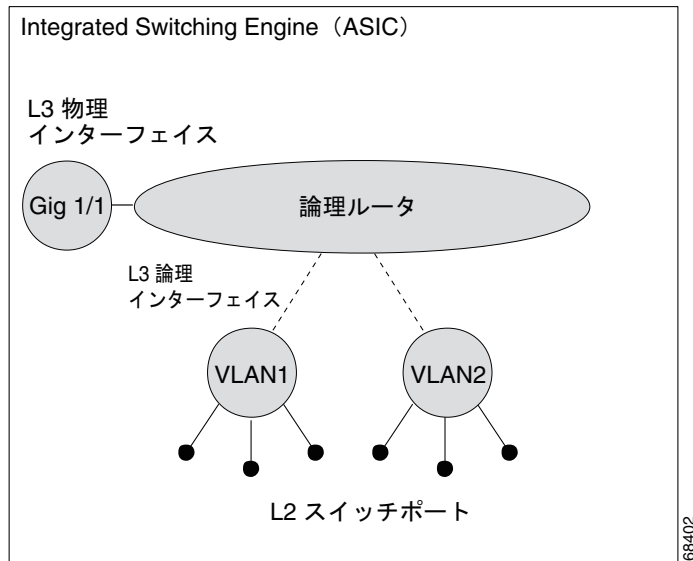 Integrated Switching Engine（ASIC）
L3 物理
インターフェイス
Gig 1/1
論理ルータ
L3 論理
インターフェイス
VLAN1
VLAN2
L2 スイッチポート
68402